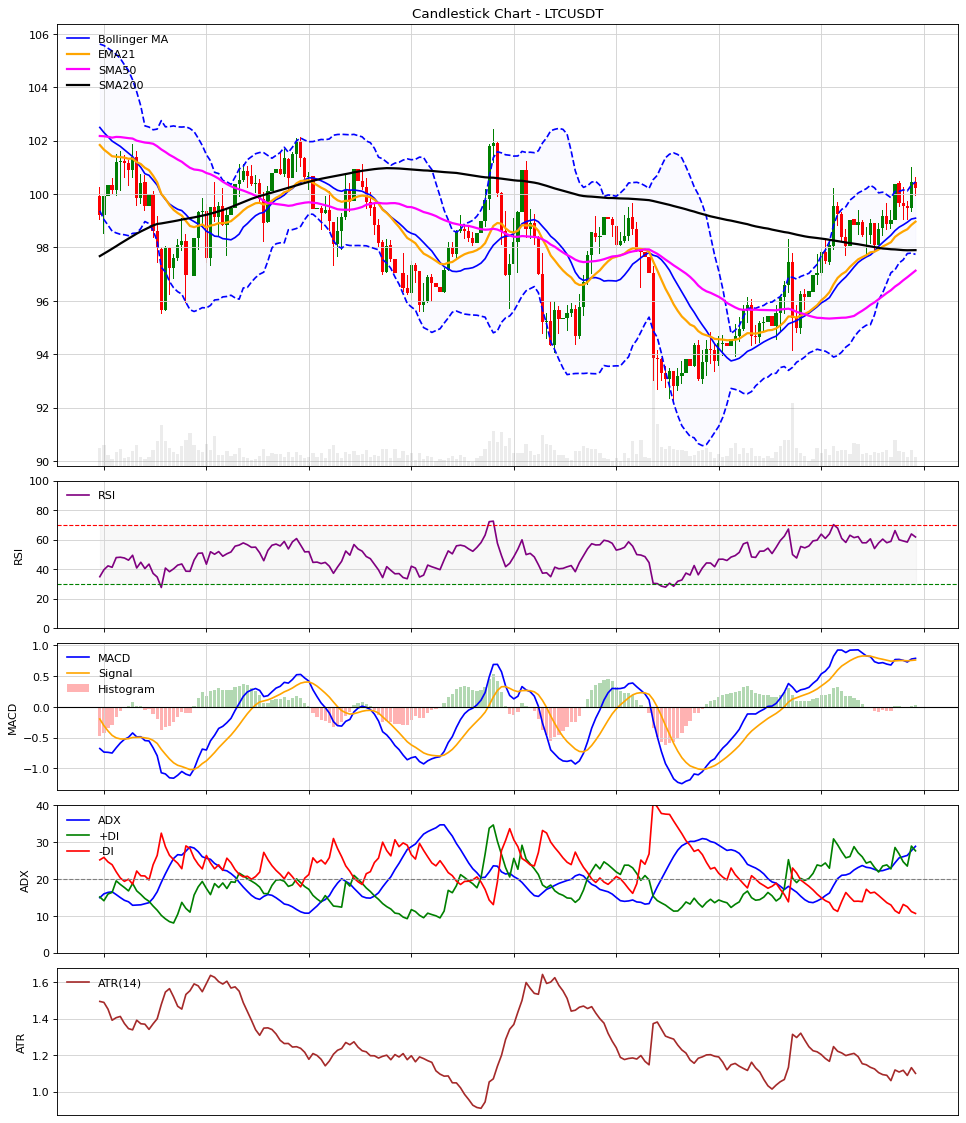 Candlestick Chart - LTCUSDT
106
104
102
100
98
96
94
92
90
Bollinger MA
EMA21
SMA50
SMA200
100
80
60
40
20
0
RSI
RSI
1.0
0.5
0.0
−0.5
−1.0
MACD
MACD
Signal
Histogram
40
30
20
10
0
ADX
ADX
+DI
-DI
1.6
1.4
1.2
1.0
ATR
ATR(14)